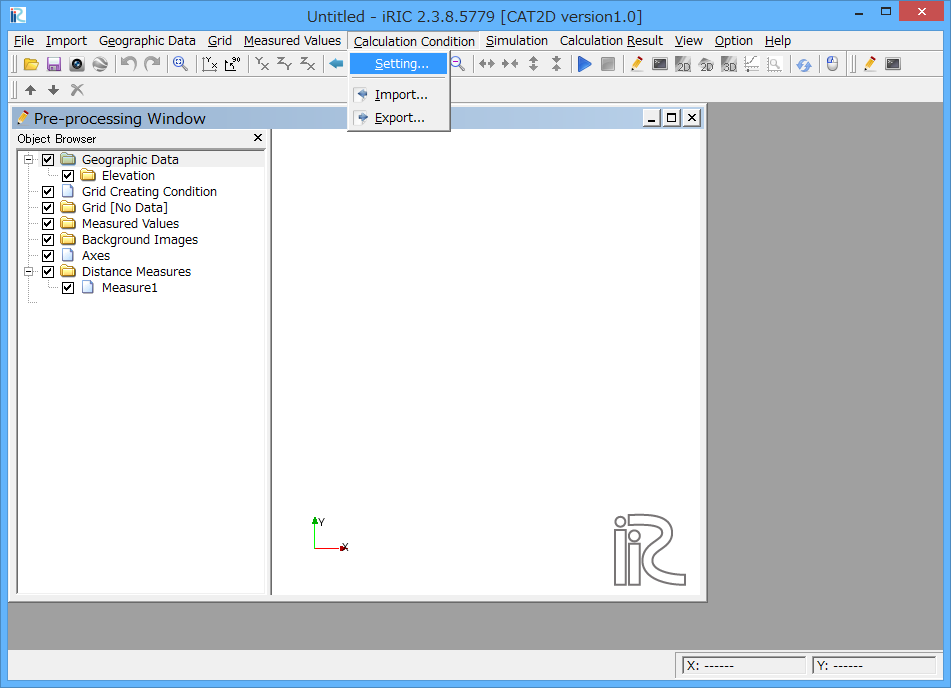 Untitled - iRIC 2.3.8.5779 [CAT2D version1.0]
File Import Geographic Data Grid Measured Values Calculation Condition Simulation Calculation Result View Option Help
Setting...
Import...
Export...
Pre-processing Window
Object Browser
Geographic Data
Elevation
Grid Creating Condition
Grid [No Data]
Measured Values
Background Images
Axes
Distance Measures
Measure1
Y
X
iRIC
X: ------
Y: ------